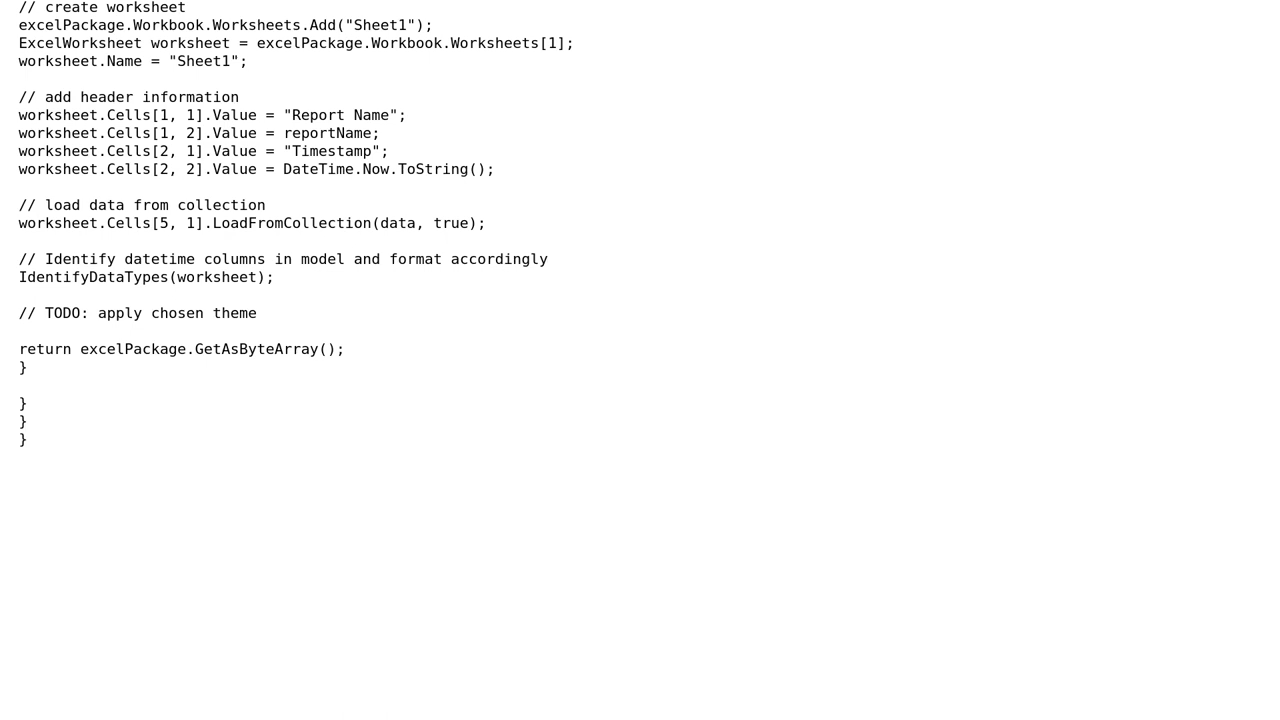 // create worksheet
excelPackage.Workbook.Worksheets.Add("Sheet1");
ExcelWorksheet worksheet = excelPackage.Workbook.Worksheets[1];
worksheet.Name = "Sheet1";

// add header information
worksheet.Cells[1, 1].Value = "Report Name";
worksheet.Cells[1, 2].Value = reportName;
worksheet.Cells[2, 1].Value = "Timestamp";
worksheet.Cells[2, 2].Value = DateTime.Now.ToString();

// load data from collection
worksheet.Cells[5, 1].LoadFromCollection(data, true);

// Identify datetime columns in model and format accordingly
IdentifyDataTypes(worksheet);

// TODO: apply chosen theme

return excelPackage.GetAsByteArray();
}

}
}
}